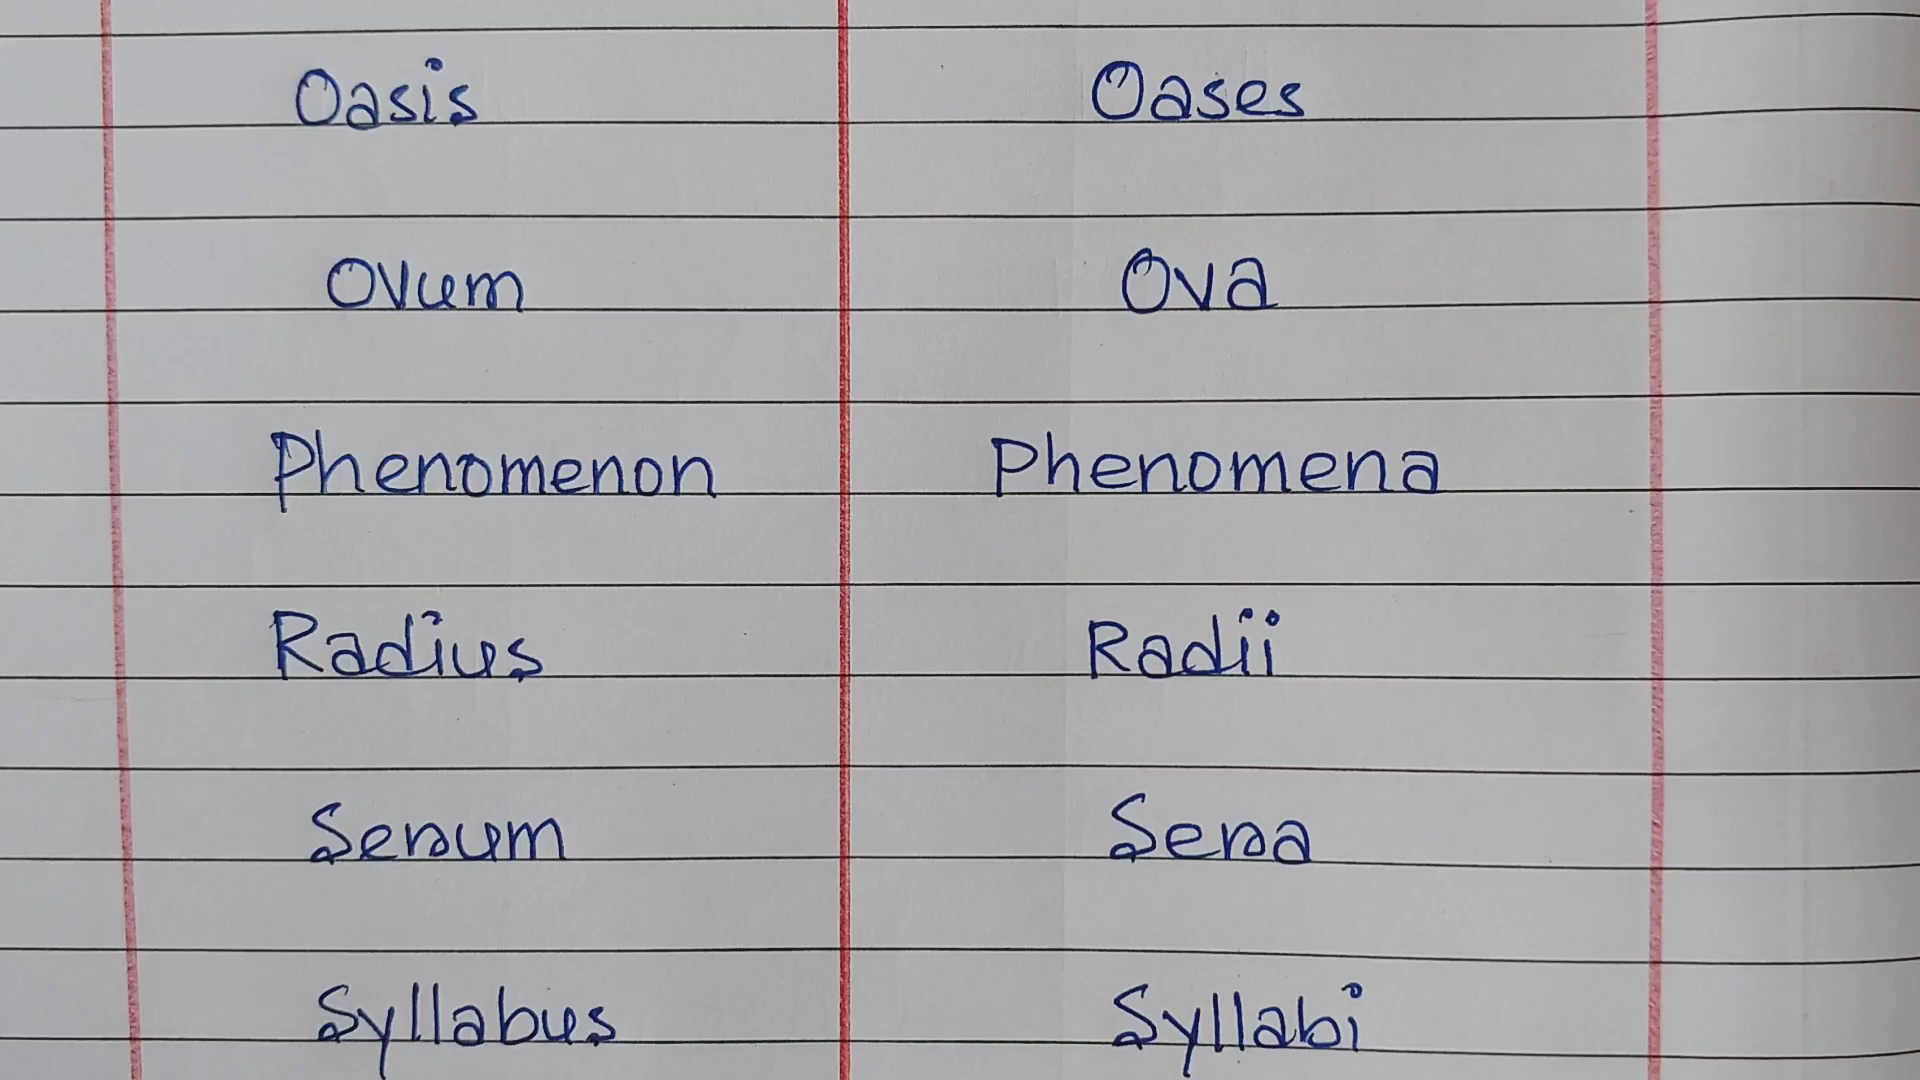 Oasis Oases
Ovum Ova
Phenomenon Phenomena
Radius Radii
Serum Sera
Syllabus Syllabi